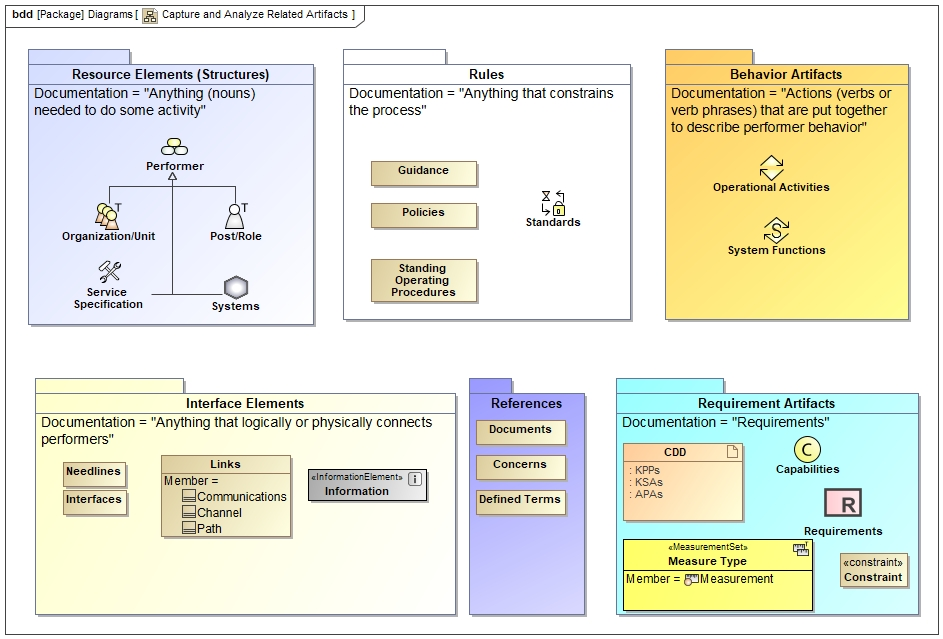 bdd [Package] Diagrams [ Capture and Analyze Related Artifacts ]
Resource Elements (Structures)
Documentation = "Anything (nouns)
needed to do some activity"
Performer
T
Organization/Unit
T
Post/Role
Service
Specification
Systems
Rules
Documentation = "Anything that constrains
the process"
Guidance
Policies
Standing
Operating
Procedures
Standards
Behavior Artifacts
Documentation = "Actions (verbs or
verb phrases) that are put together
to describe performer behavior"
Operational Activities
S
System Functions
Interface Elements
Documentation = "Anything that logically or physically connects
performers"
Needlines
Interfaces
Links
Member =
Communications
Channel
Path
«InformationElement»
i
Information
References
Documents
Concerns
Defined Terms
Requirement Artifacts
Documentation = "Requirements"
CDD
: KPPs
: KSAs
: APAs
C
Capabilities
R
Requirements
«MeasurementSet»
Measure Type
Member = Measurement
«constraint»
Constraint